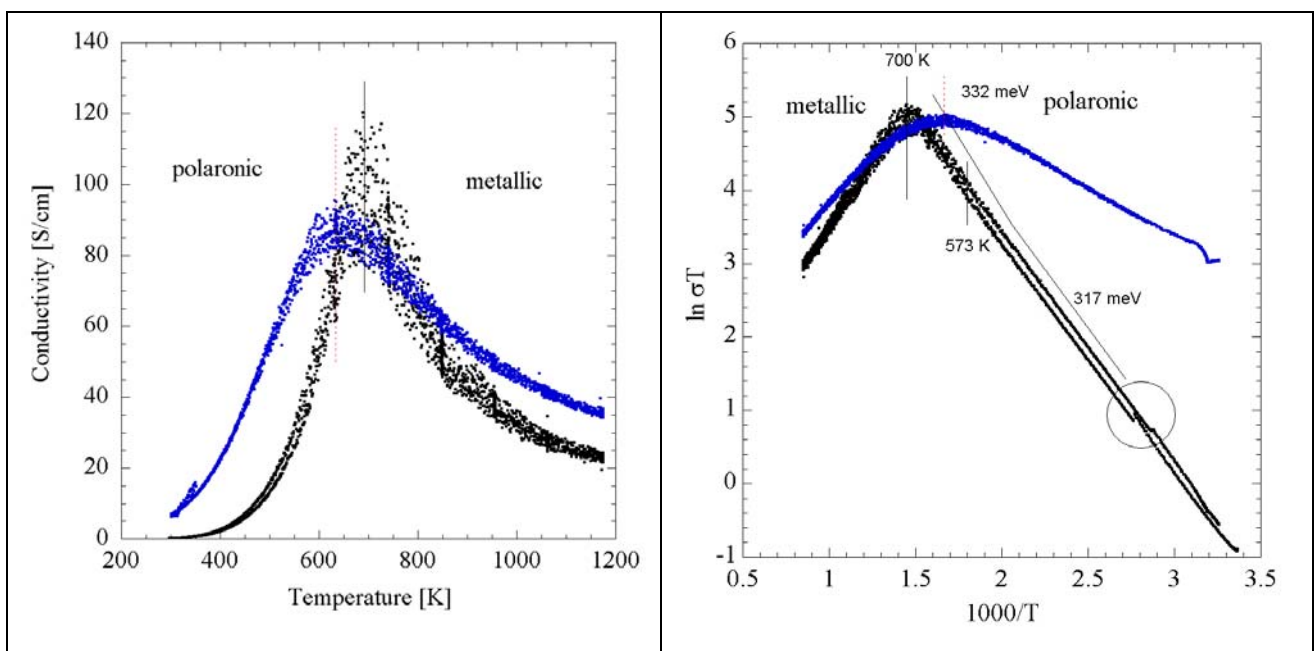 140
120
100
80
60
40
20
0
Conductivity [S/cm]
polaronic
metallic
200 400 600 800 1000 1200
Temperature [K]
6
5
4
3
2
1
0
-1
ln σT
700 K
metallic
332 meV
polaronic
573 K
317 meV
0.5 1 1.5 2 2.5 3 3.5
1000/T